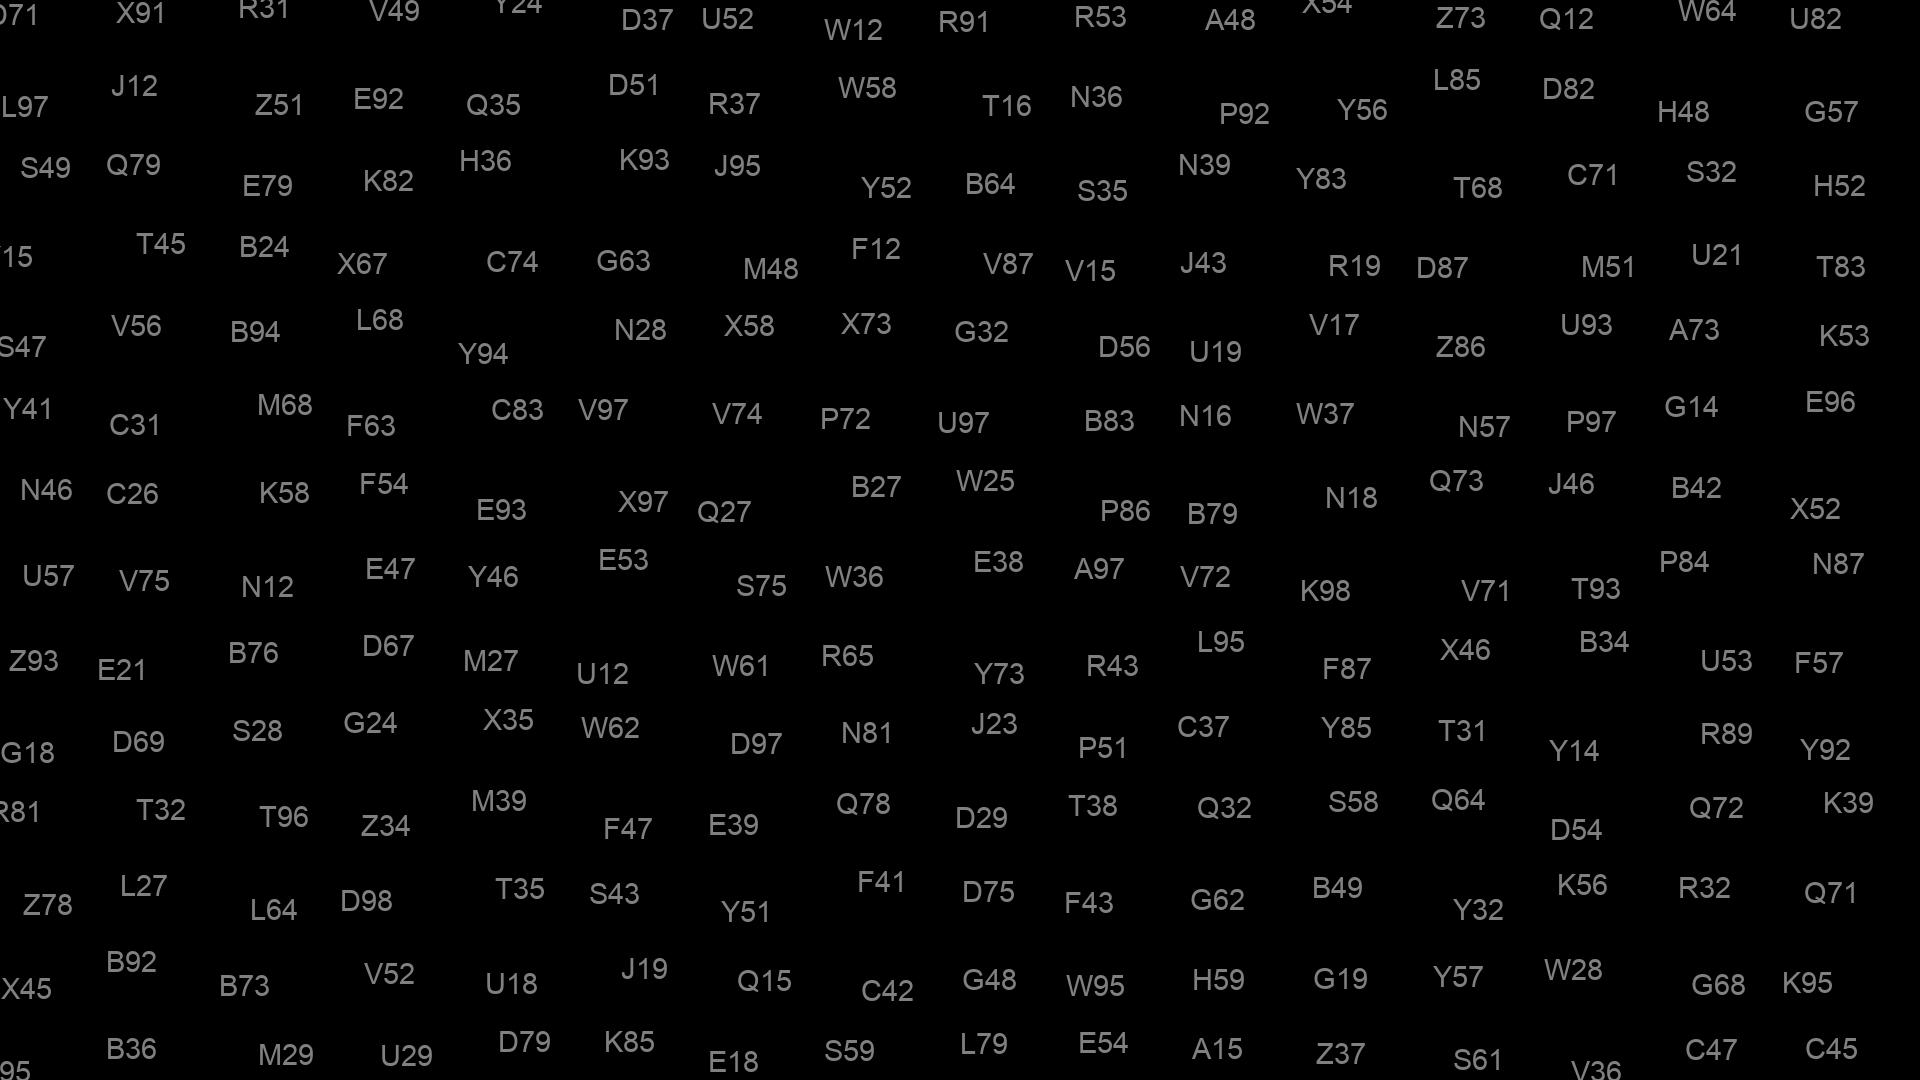 X91 R31 V49 Y24 D37 U52 W12 R91 R53 A48 X54 Z73 Q12 W64 U82
L97 J12 Z51 E92 Q35 D51 R37 W58 T16 N36 P92 Y56 L85 D82 H48 G57
S49 Q79 E79 K82 H36 K93 J95 Y52 B64 S35 N39 Y83 T68 C71 S32 H52
15 T45 B24 X67 C74 G63 M48 F12 V87 V15 J43 R19 D87 M51 U21 T83
S47 V56 B94 L68 Y94 N28 X58 X73 G32 D56 U19 V17 Z86 U93 A73 K53
Y41 C31 M68 F63 C83 V97 V74 P72 U97 B83 N16 W37 N57 P97 G14 E96
N46 C26 K58 F54 E93 X97 Q27 B27 W25 P86 B79 N18 Q73 J46 B42 X52
U57 V75 N12 E47 Y46 E53 S75 W36 E38 A97 V72 K98 V71 T93 P84 N87
Z93 E21 B76 D67 M27 U12 W61 R65 Y73 R43 L95 F87 X46 B34 U53 F57
G18 D69 S28 G24 X35 W62 D97 N81 J23 P51 C37 Y85 T31 Y14 R89 Y92
R81 T32 T96 Z34 M39 F47 E39 Q78 D29 T38 Q32 S58 Q64 D54 Q72 K39
Z78 L27 L64 D98 T35 S43 Y51 F41 D75 F43 G62 B49 Y32 K56 R32 Q71
X45 B92 B73 V52 U18 J19 Q15 C42 G48 W95 H59 G19 Y57 W28 G68 K95
95 B36 M29 U29 D79 K85 E18 S59 L79 E54 A15 Z37 S61 V36 C47 C45